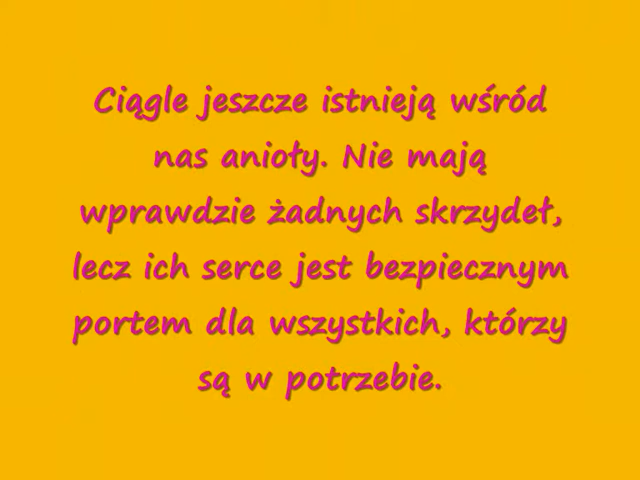 Ciągle jeszcze istnieją wśród
nas anioły. Nie mają
wprawdzie żadnych skrzydeł,
lecz ich serce jest bezpiecznym
portem dla wszystkich, którzy
są w potrzebie.